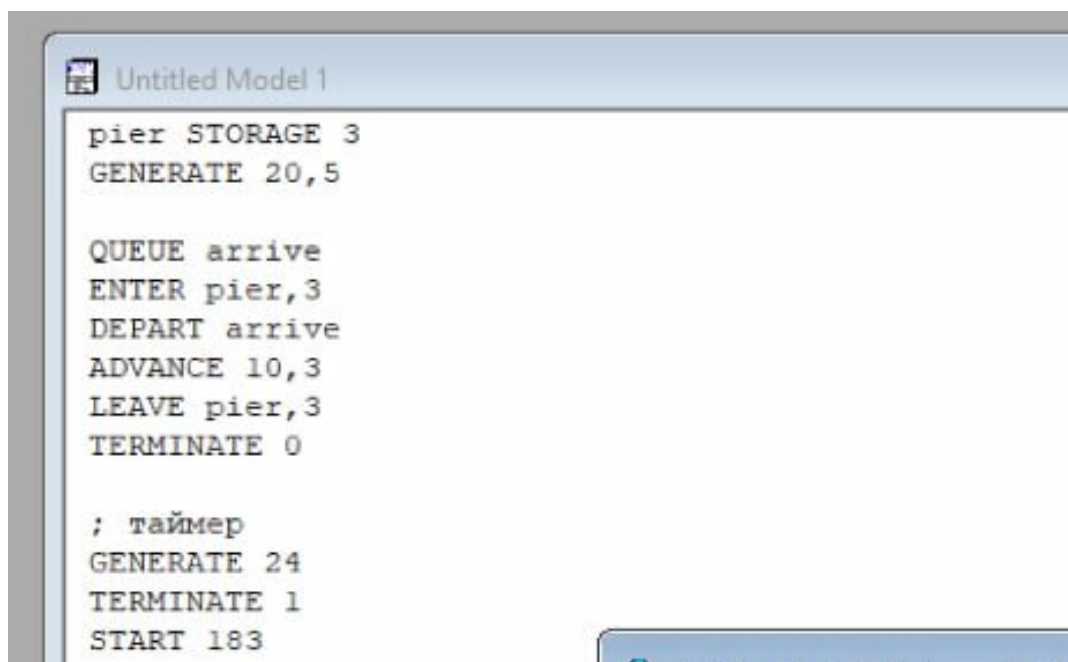 Untitled Model 1
pier STORAGE 3
GENERATE 20,5
QUEUE arrive
ENTER pier,3
DEPART arrive
ADVANCE 10,3
LEAVE pier,3
TERMINATE 0
; таймер
GENERATE 24
TERMINATE 1
START 183